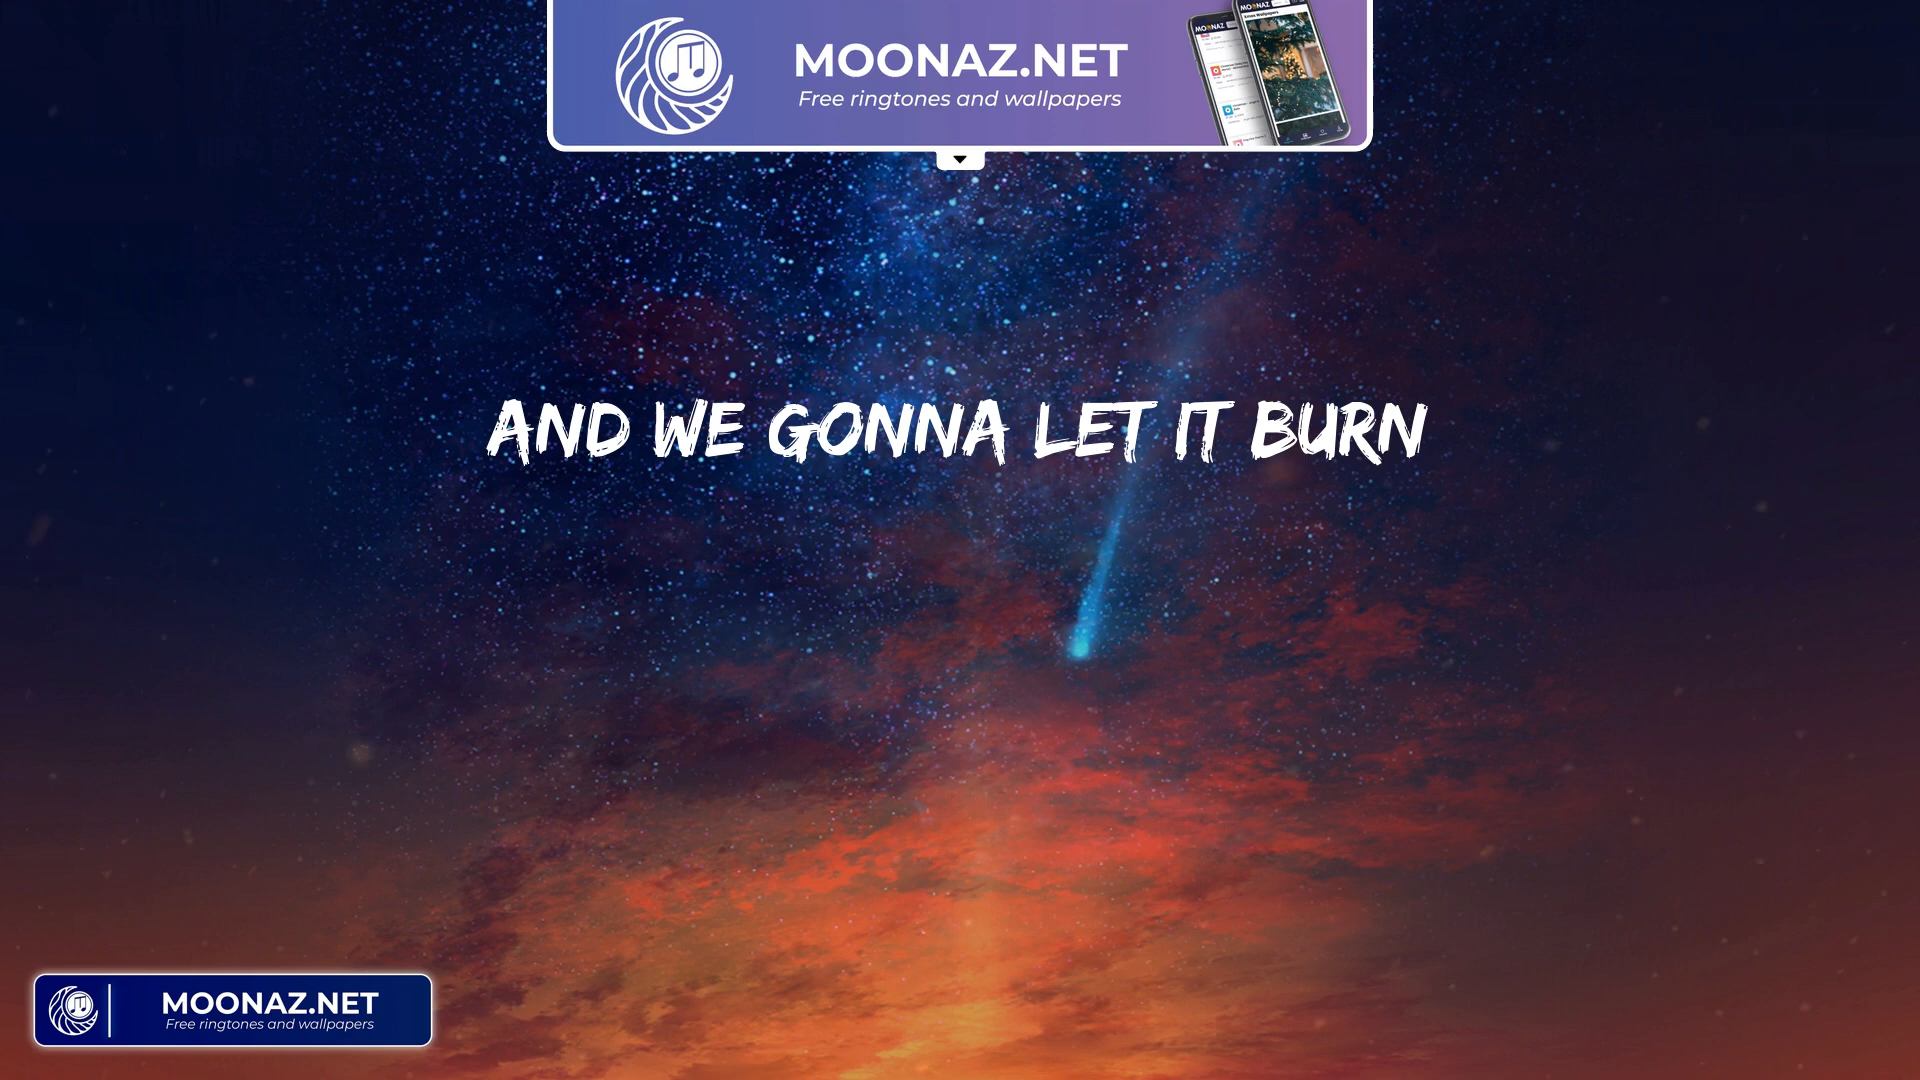 MOONAZ.NET
Free ringtones and wallpapers
AND WE GONNA LET IT BURN
MOONAZ.NET
Free ringtones and wallpapers